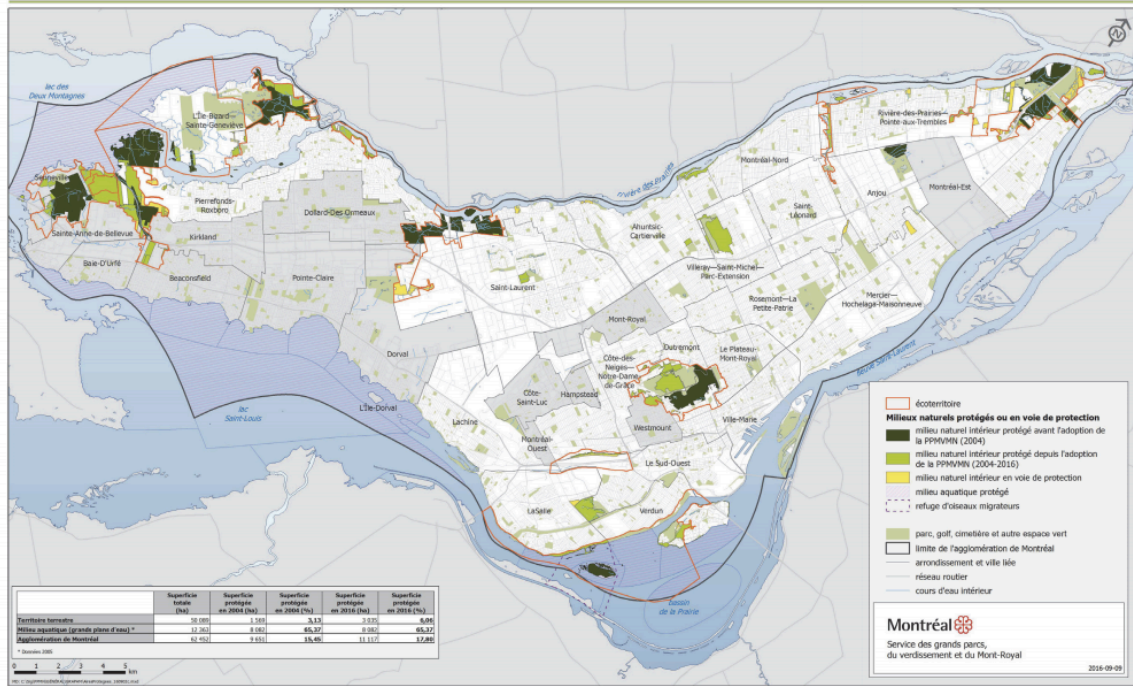 lac des
Deux Montagnes
L'Île-Bizard—
Sainte-Geneviève
Senneville
Pierrefonds-
Roxboro
Dollard-Des Ormeaux
Sainte-Anne-de-Bellevue
Kirkland
Baie-D'Urfé
Beaconsfield
Pointe-Claire
rivière des Prairies
Rivière-des-Prairies—
Pointe-aux-Trembles
Montréal-Nord
Anjou
Montréal-Est
Saint-
Léonard
Ahuntsic-
Cartierville
Villeray—Saint-Michel—
Parc-Extension
Saint-Laurent
Rosemont—La
Petite-Patrie
Mercier—
Hochelaga-Maisonneuve
Mont-Royal
Dorval
Outremont
Le Plateau-
Mont-Royal
Côte-des-
Neiges—
Notre-Dame-
de-Grâce
fleuve Saint-Laurent
L'Île-Dorval
lac
Saint-Louis
Côte-
Saint-Luc
Hampstead
Lachine
Montréal-
Ouest
Westmount
Ville-Marie
Le Sud-Ouest
LaSalle
Verdun
bassin
de la Prairie
N
écoterritoire
Milieux naturels protégés ou en voie de protection
milieu naturel intérieur protégé avant l'adoption de
la PPMVMN (2004)
milieu naturel intérieur protégé depuis l'adoption
de la PPMVMN (2004-2016)
milieu naturel intérieur en voie de protection
milieu aquatique protégé
refuge d'oiseaux migrateurs
parc, golf, cimetière et autre espace vert
limite de l'agglomération de Montréal
arrondissement et ville liée
réseau routier
cours d'eau intérieur
Montréal
Service des grands parcs,
du verdissement et du Mont-Royal
2016-09-09
Superficie totale (ha) Superficie protégée en 2004 (ha) Superficie protégée en 2004 (%) Superficie protégée en 2016 (ha) Superficie protégée en 2016 (%)
Territoire terrestre 50 089 1 569 3,13 3 035 6,06
Milieu aquatique (grands plans d'eau) * 12 363 8 082 65,37 8 082 65,37
Agglomération de Montréal 62 452 9 651 15,45 11 117 17,80
* Données 2005
0 1 2 3 4 5
km